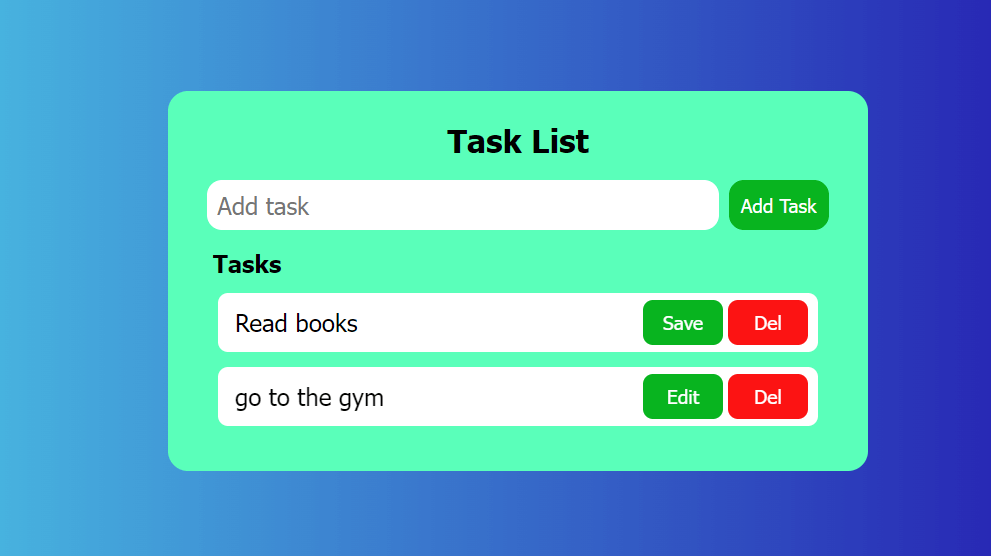 Task List
Add task Add Task
Tasks
Read books Save Del
go to the gym Edit Del